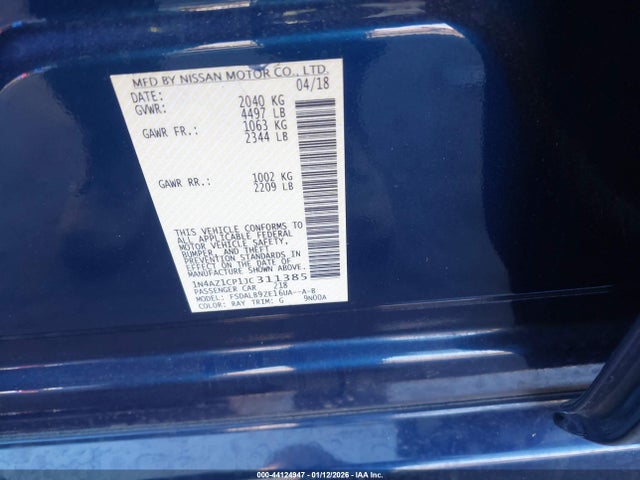 MFD BY NISSAN MOTOR CO., LTD.
DATE: 04/18
GVWR: 2040 KG
4497 LB
GAWR FR.: 1063 KG
2344 LB
GAWR RR.: 1002 KG
2209 LB
THIS VEHICLE CONFORMS TO
ALL APPLICABLE FEDERAL
MOTOR VEHICLE SAFETY,
BUMPER, AND THEFT
PREVENTION STANDARDS IN
EFFECT ON THE DATE OF
MANUFACTURE SHOWN ABOVE.
1N4AZ1CP1JC311385
PASSENGER CAR 218
MODEL: FSDALB9ZE16UA--A-B
COLOR: RAY TRIM: G 9N00A
000-44124947 - 01/12/2026 - IAA Inc.